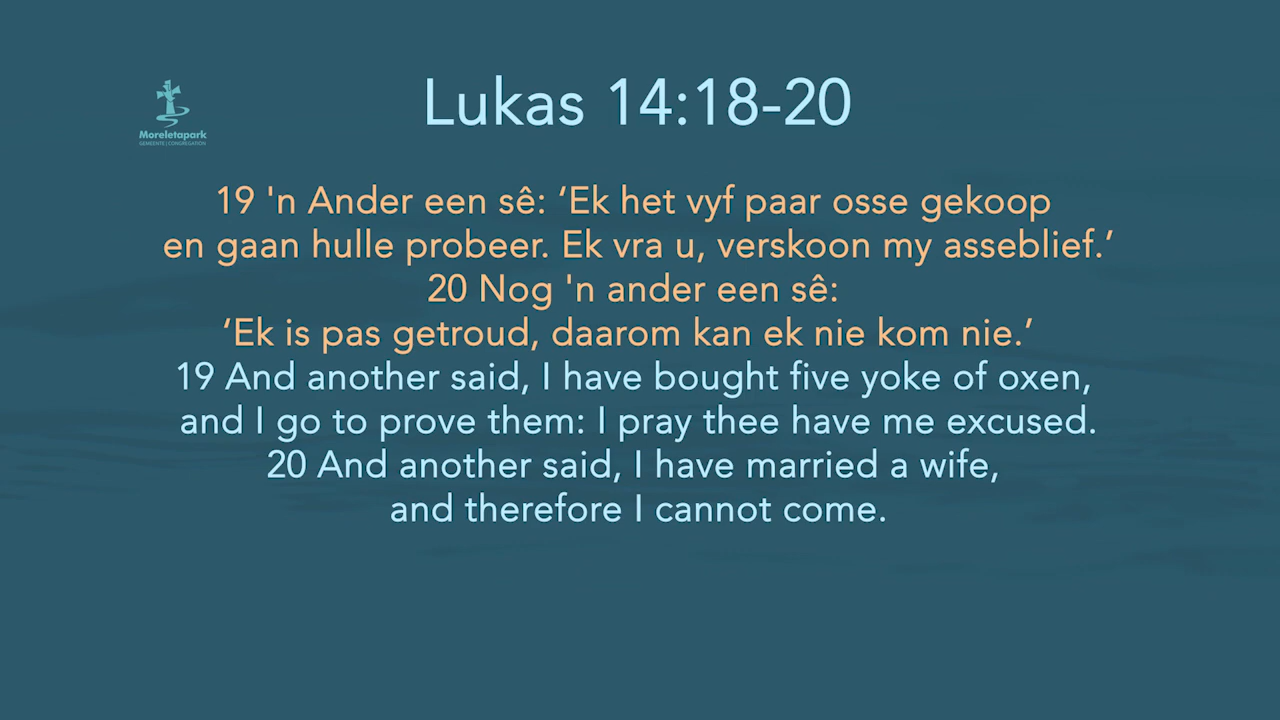 Lukas 14:18-20
Moreletapark
GEMEENTE | CONGREGATION
19 'n Ander een sê: ‘Ek het vyf paar osse gekoop
en gaan hulle probeer. Ek vra u, verskoon my asseblief.’
20 Nog 'n ander een sê:
‘Ek is pas getroud, daarom kan ek nie kom nie.’
19 And another said, I have bought five yoke of oxen,
and I go to prove them: I pray thee have me excused.
20 And another said, I have married a wife,
and therefore I cannot come.